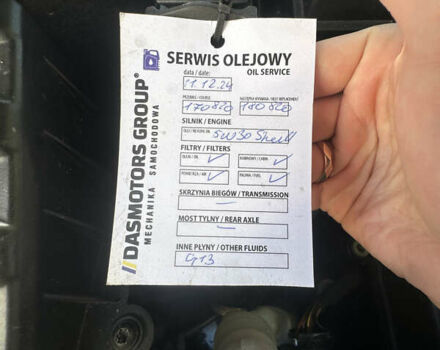 SERWIS OLEJOWY
OIL SERVICE
data / date:
11.12.24
PRZEBIEG / COURSE
NASTĘPNA WYMIANA / NEXT REPLACEMENT
170820
180820
SILNIK / ENGINE
5W30 Shell
FILTRY / FILTERS
OLEJU / OIL
KABINOWY / CABIN
POWIETRZA / AIR
PALIWA / FUEL
SKRZYNIA BIEGÓW / TRANSMISSION
MOST TYLNY / REAR AXLE
INNE PŁYNY / OTHER FLUIDS
G13
// DASMOTORS GROUP®
MECHANIKA SAMOCHODOWA